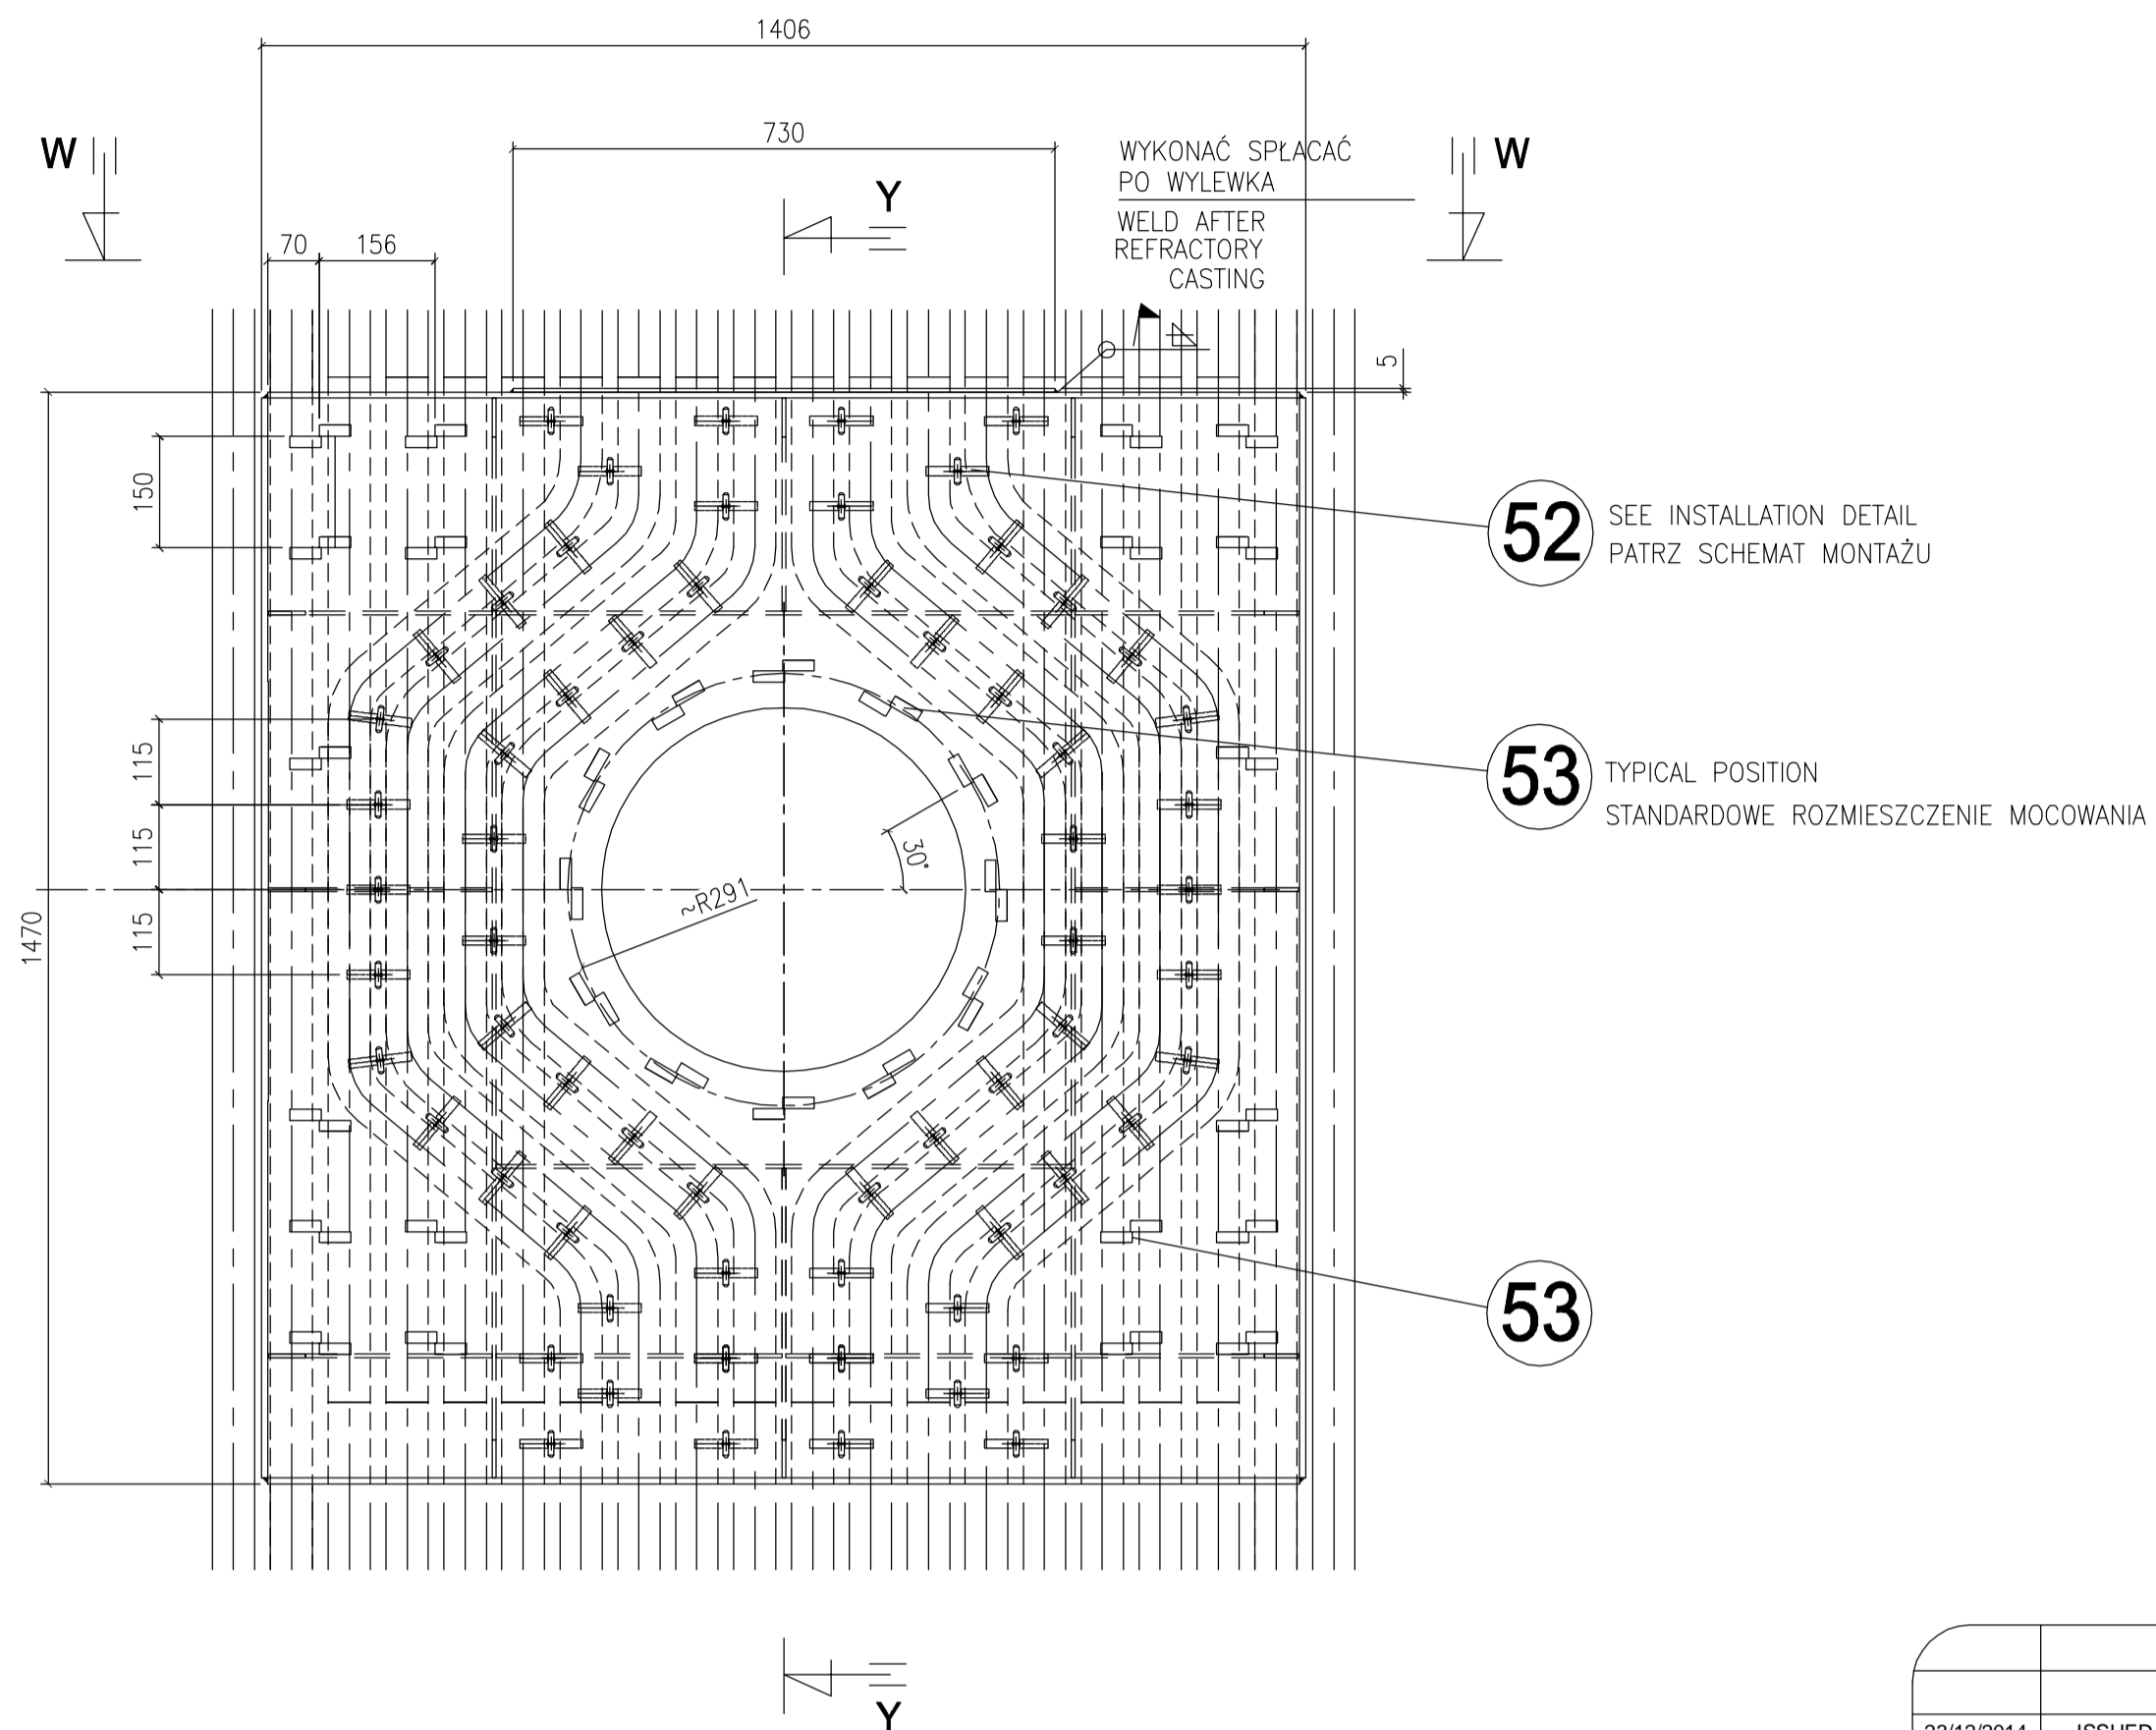 1406
730
W
W
Y
WYKONAĆ SPŁACAĆ
PO WYLEWKA
WELD AFTER
REFRACTORY
CASTING
70
156
5
150
52
SEE INSTALLATION DETAIL
PATRZ SCHEMAT MONTAŻU
53
TYPICAL POSITION
STANDARDOWE ROZMIESZCZENIE MOCOWANIA
115
115
115
1470
30°
~R291
53
Y